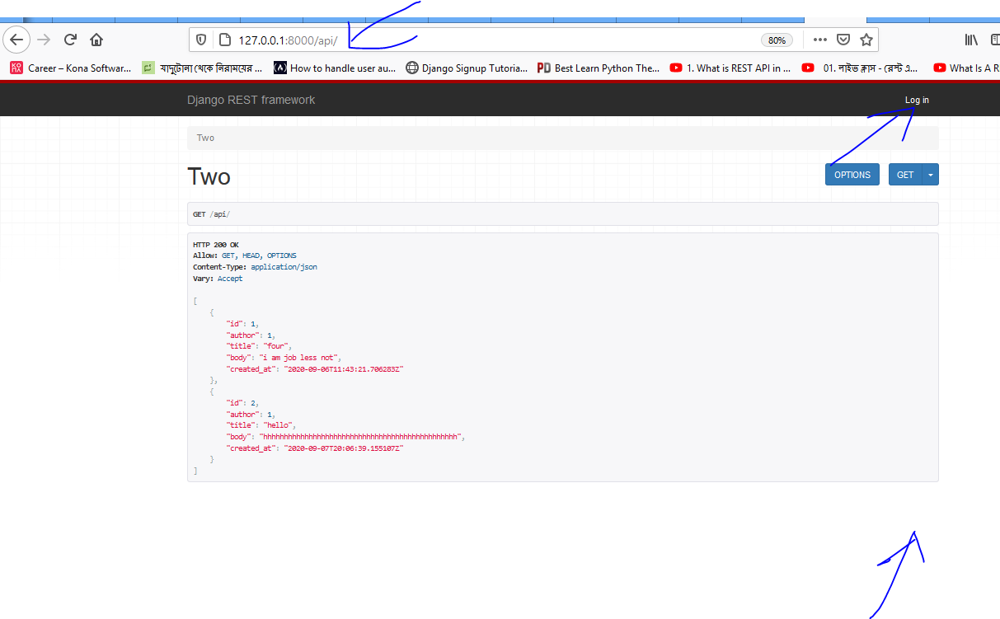 127.0.0.1:8000/api/
80%
Career – Kona Softwar...
যাদুটোনা থেকে নিরাময়ের ...
How to handle user au...
Django Signup Tutoria...
PD Best Learn Python The...
1. What is REST API in ...
01. লাইভ ক্লাস - রেস্ট এ...
What Is A R
Django REST framework
Log in
Two
Two
OPTIONS
GET
GET /api/
HTTP 200 OK
Allow: GET, HEAD, OPTIONS
Content-Type: application/json
Vary: Accept
[
{
"id": 1,
"author": 1,
"title": "four",
"body": "i am job less not",
"created_at": "2020-09-06T11:43:21.706283Z"
},
{
"id": 2,
"author": 1,
"title": "hello",
"body": "hhhhhhhhhhhhhhhhhhhhhhhhhhhhhhhhhhhhhhhhhhhhhhh",
"created_at": "2020-09-07T20:06:39.155107Z"
}
]